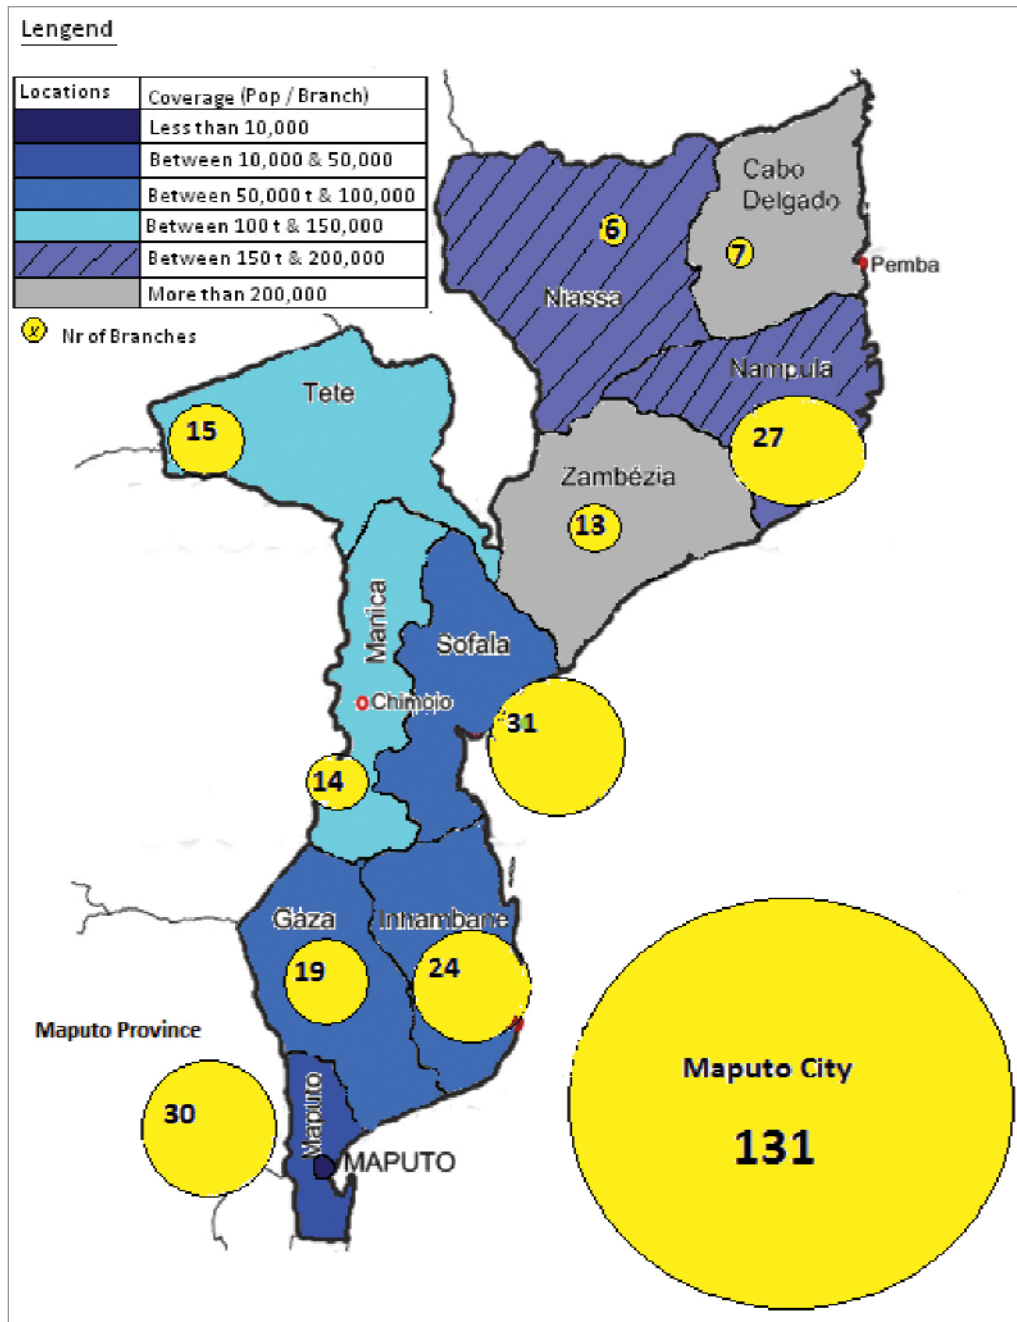 Lengend
Locations
Coverage (Pop / Branch)
Less than 10,000
Between 10,000 & 50,000
Between 50,000 t & 100,000
Between 100 t & 150,000
Between 150 t & 200,000
More than 200,000
x
Nr of Branches
Cabo
Delgado
6
7
Pemba
Niassa
Nampula
Tete
15
27
Zambézia
13
Manica
Sofala
Chimoio
31
14
Gaza
Inhambane
19
24
Maputo Province
Maputo City
30
131
Maputo
MAPUTO